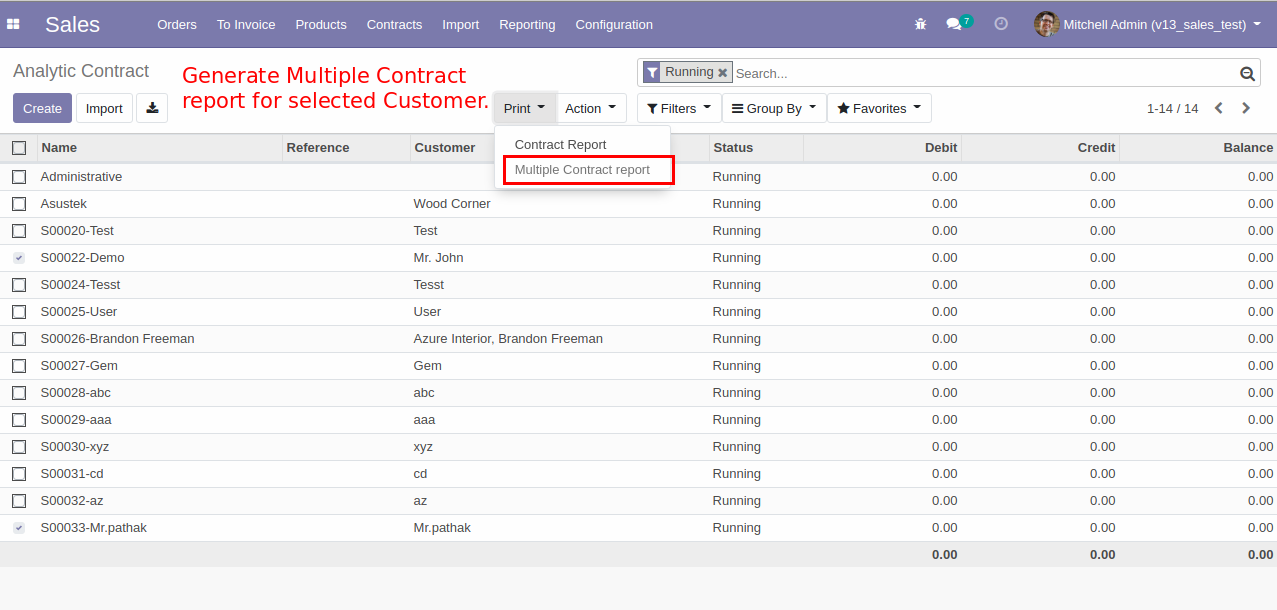 Sales Orders To Invoice Products Contracts Import Reporting Configuration 7 Mitchell Admin (v13_sales_test)
Analytic Contract
Generate Multiple Contract
report for selected Customer.
Running Search...
Create Import Print Action Filters Group By Favorites 1-14 / 14
Contract Report
Multiple Contract report
Name Reference Customer Status Debit Credit Balance
Administrative Running 0.00 0.00 0.00
Asustek Wood Corner Running 0.00 0.00 0.00
S00020-Test Test Running 0.00 0.00 0.00
S00022-Demo Mr. John Running 0.00 0.00 0.00
S00024-Tesst Tesst Running 0.00 0.00 0.00
S00025-User User Running 0.00 0.00 0.00
S00026-Brandon Freeman Azure Interior, Brandon Freeman Running 0.00 0.00 0.00
S00027-Gem Gem Running 0.00 0.00 0.00
S00028-abc abc Running 0.00 0.00 0.00
S00029-aaa aaa Running 0.00 0.00 0.00
S00030-xyz xyz Running 0.00 0.00 0.00
S00031-cd cd Running 0.00 0.00 0.00
S00032-az az Running 0.00 0.00 0.00
S00033-Mr.pathak Mr.pathak Running 0.00 0.00 0.00
0.00 0.00 0.00